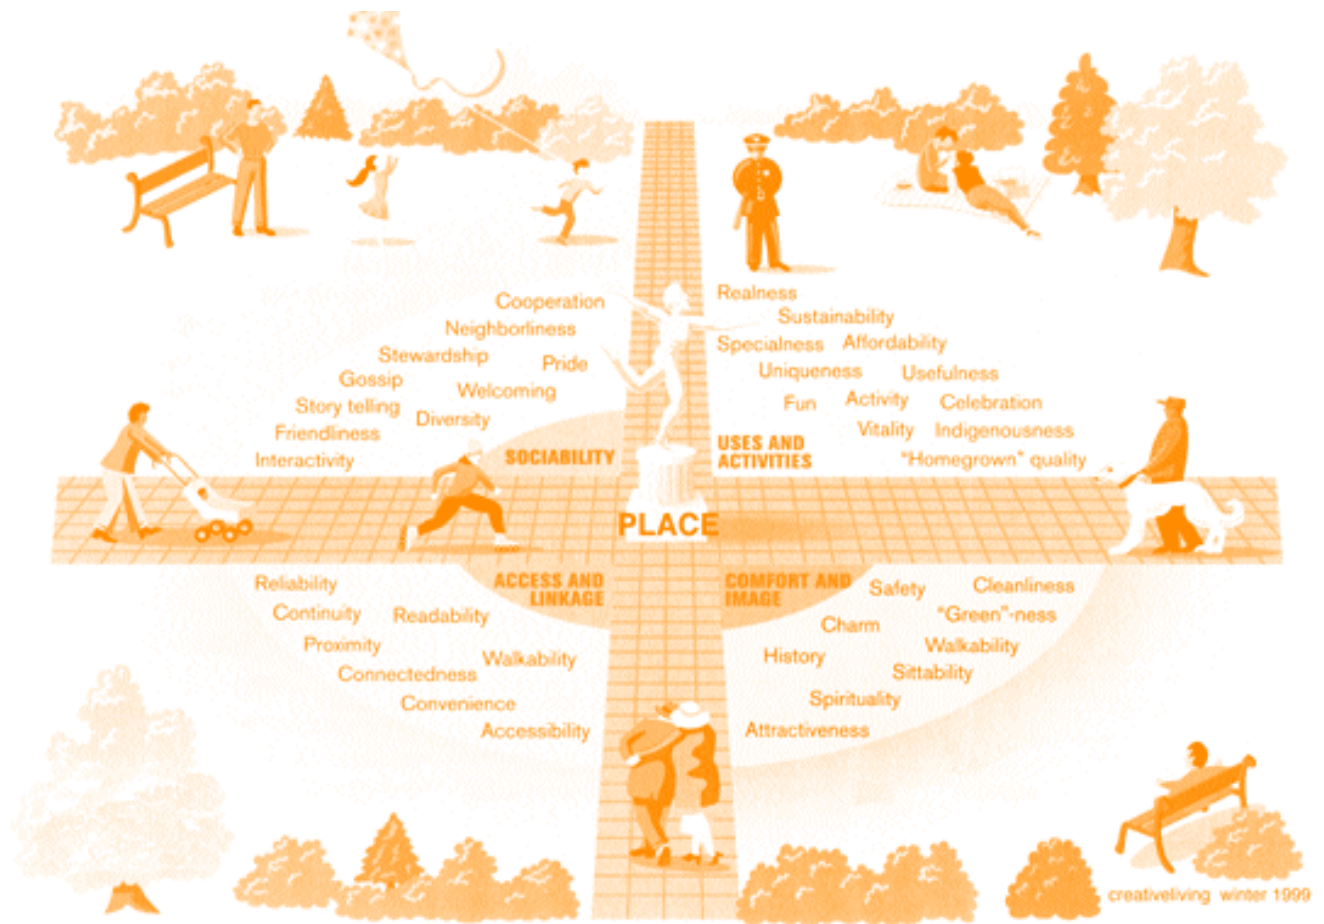 Cooperation
Neighborliness
Stewardship
Pride
Gossip
Welcoming
Story telling
Diversity
Friendliness
Interactivity
SOCIABILITY
Realness
Sustainability
Specialness
Affordability
Uniqueness
Usefulness
Fun
Activity
Celebration
Vitality
Indigenousness
"Homegrown" quality
USES AND
ACTIVITIES
PLACE
ACCESS AND
LINKAGE
Reliability
Continuity
Readability
Proximity
Walkability
Connectedness
Convenience
Accessibility
COMFORT AND
IMAGE
Safety
Cleanliness
"Green"-ness
Charm
Walkability
History
Sittability
Spirituality
Attractiveness
creativeliving winter 1999